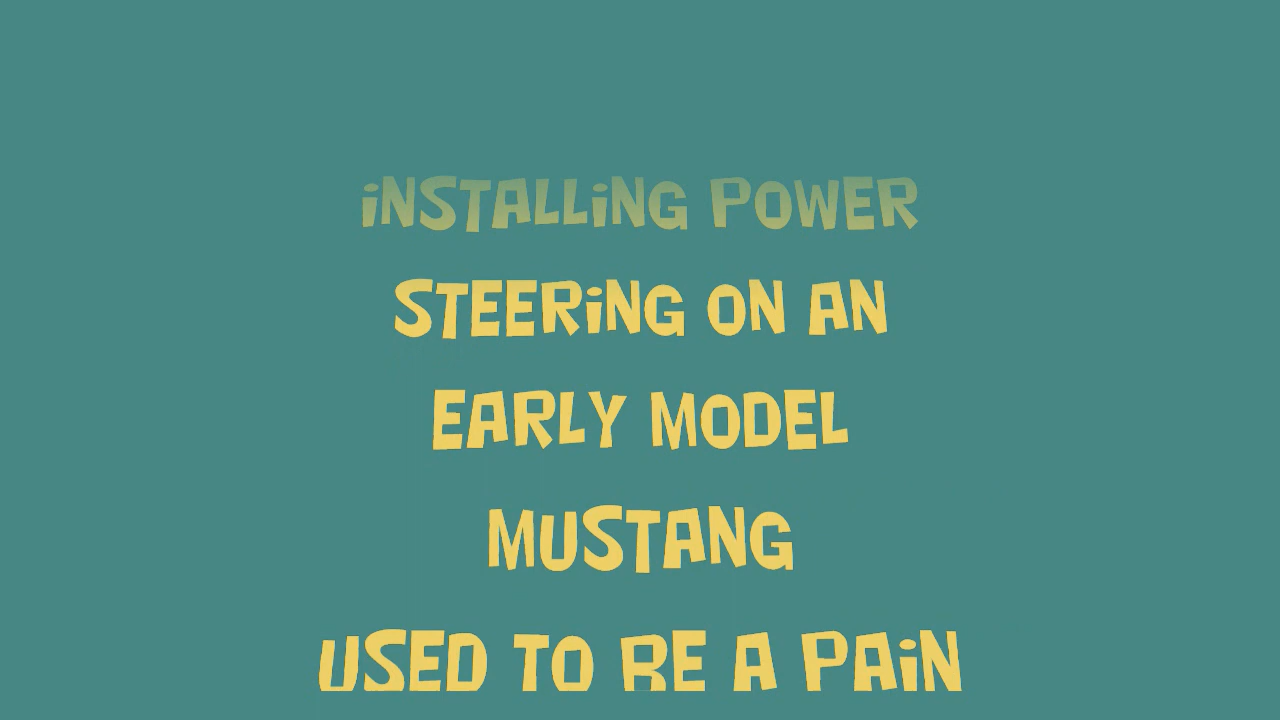 iNSTALLiNG POWER
STEERiNG ON AN
EARLY MODEL
MUSTANG
USED TO BE A PAiN